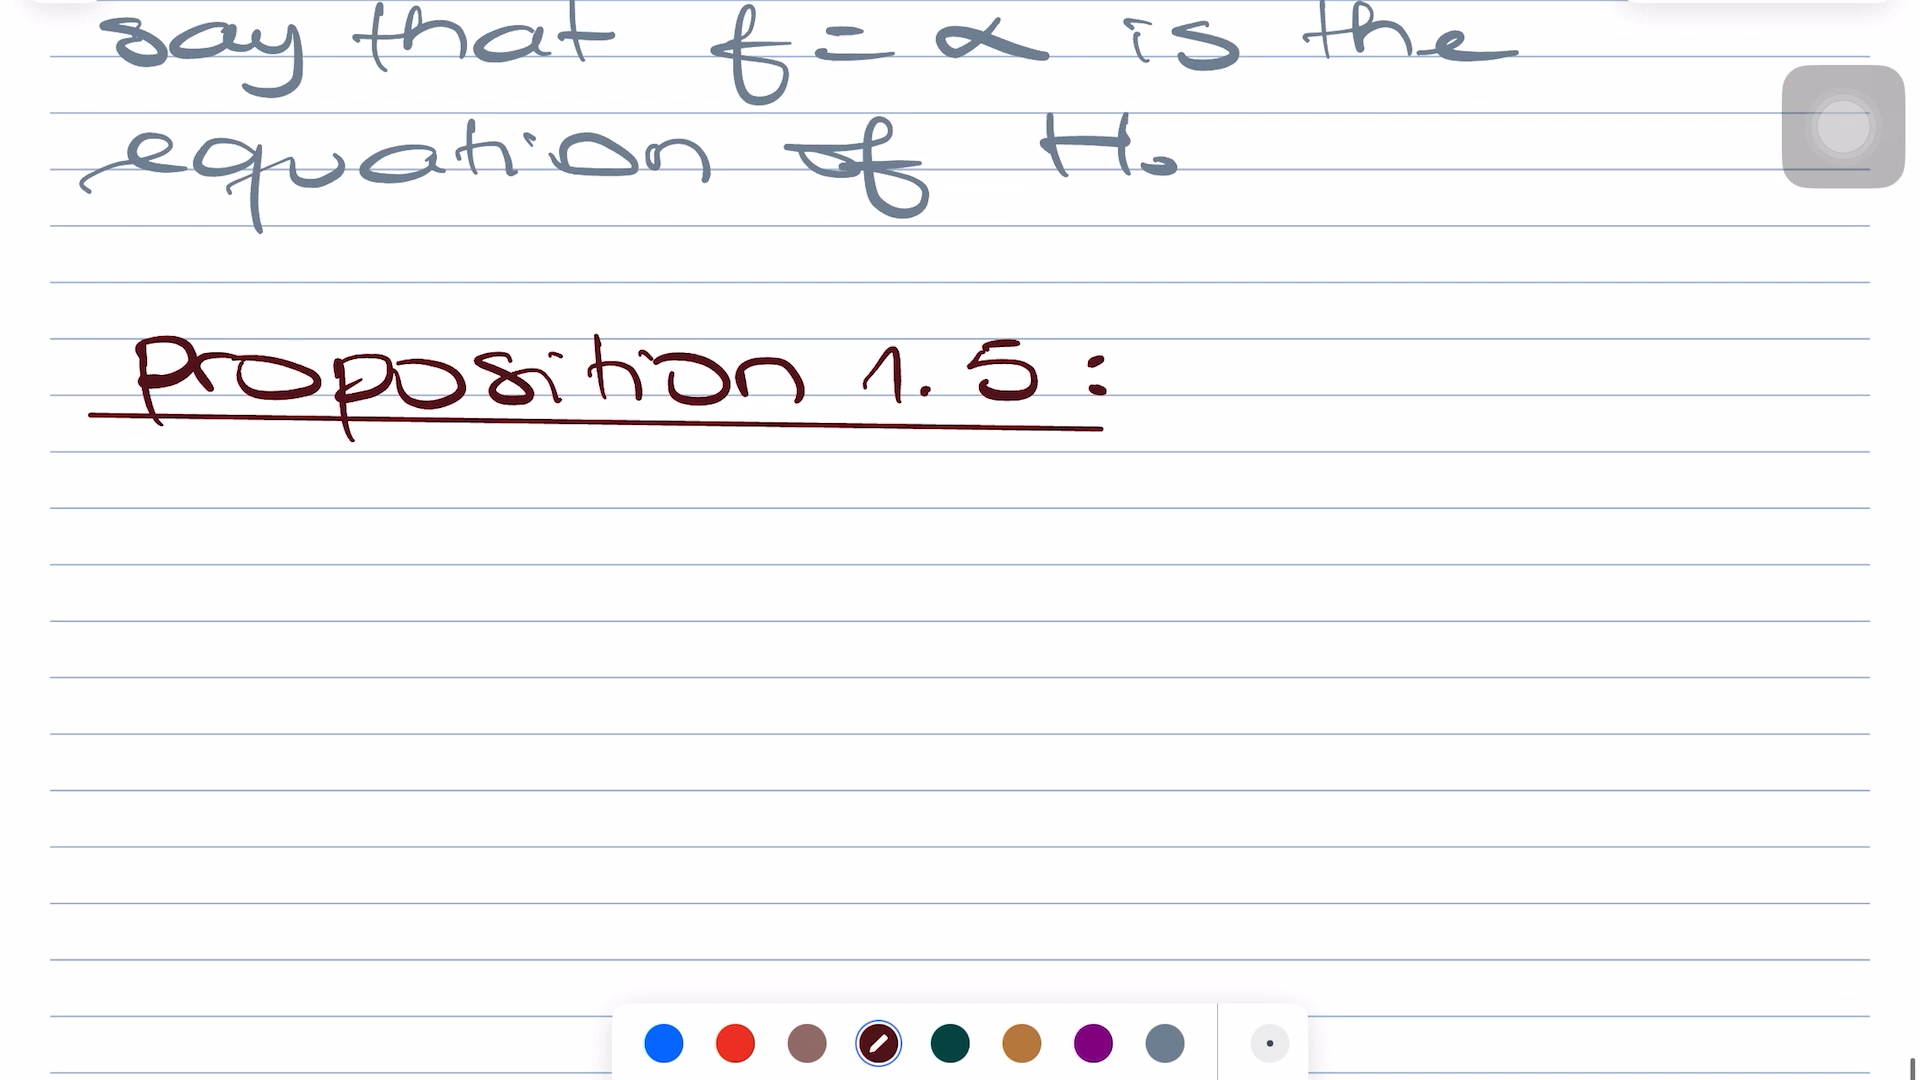 say that f = α is the
equation of H.
Proposition 1.5: